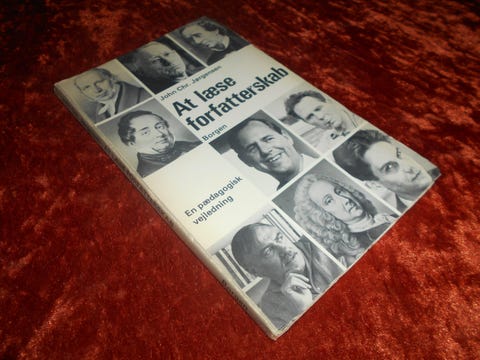 John Chr. Jørgensen
At læse
forfatterskab
Borgen
En pædagogisk
vejledning